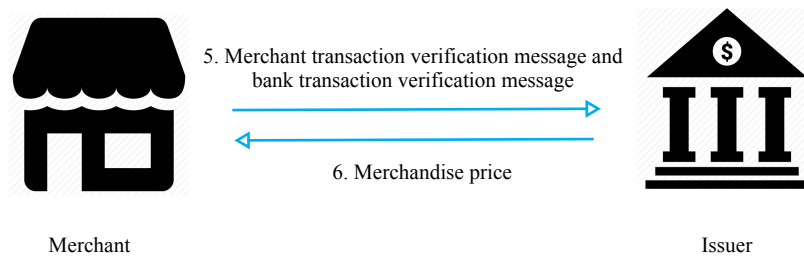 $
5. Merchant transaction verification message and
bank transaction verification message
6. Merchandise price
Merchant
Issuer